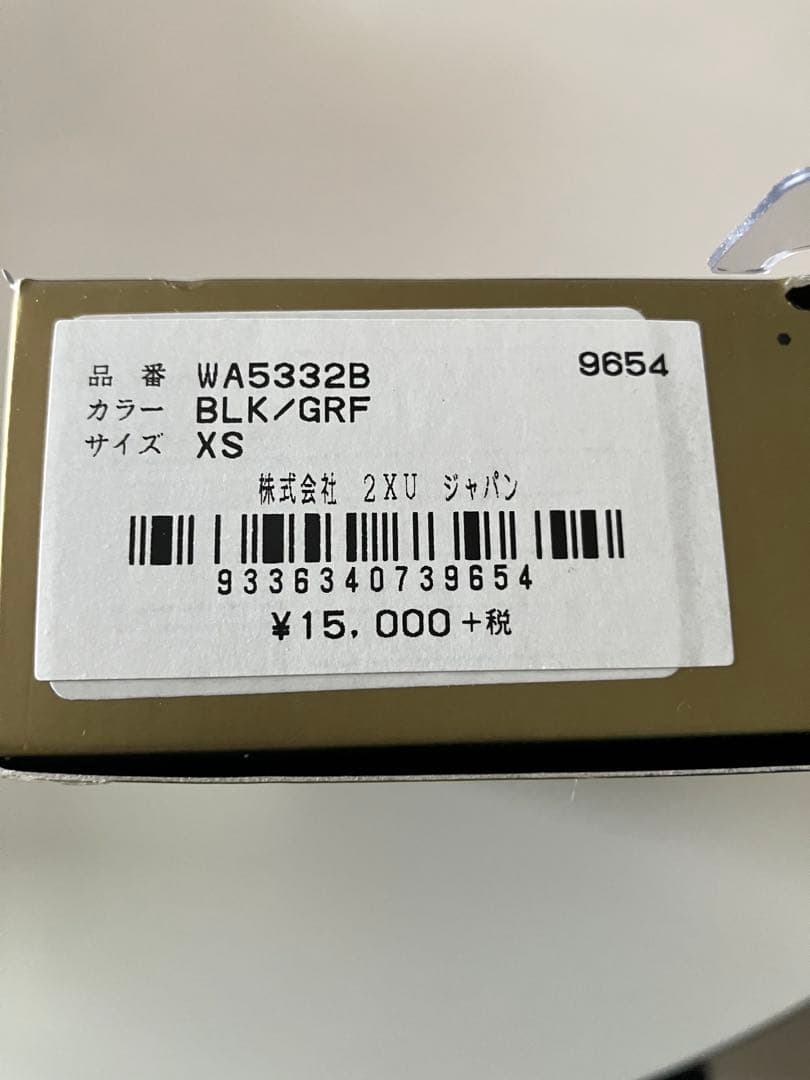 品 番 WA5332B 9654
カラー BLK/GRF
サイズ XS
株式会社 2XU ジャパン
9336340739654
¥15,000+税